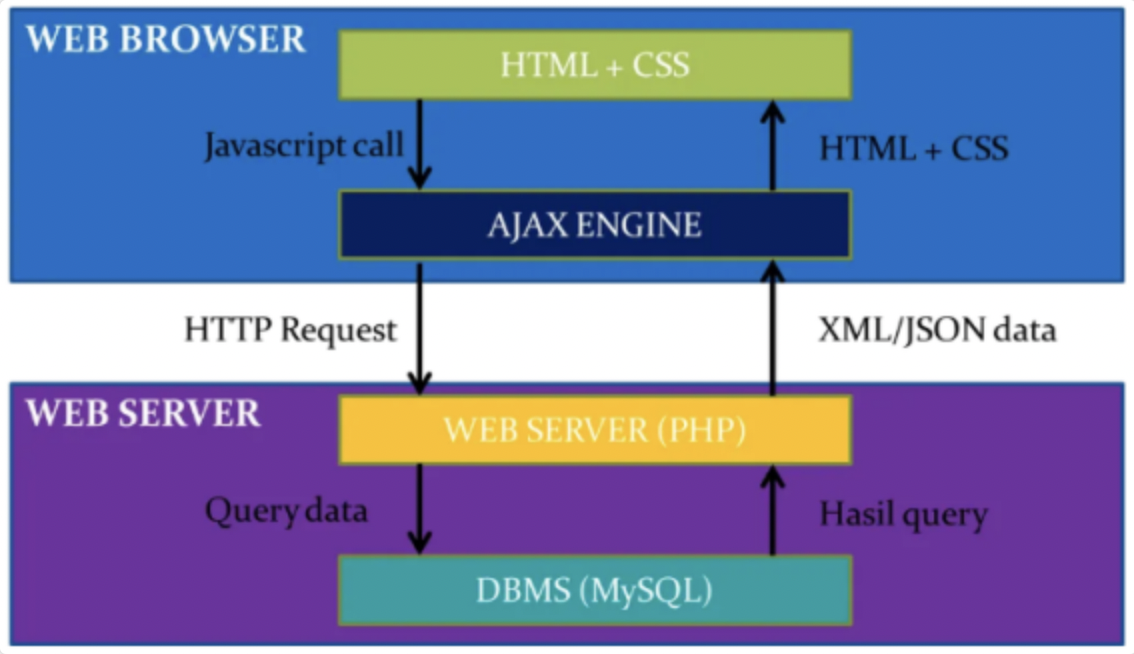 WEB BROWSER
HTML + CSS
Javascript call
HTML + CSS
AJAX ENGINE
HTTP Request
XML/JSON data
WEB SERVER
WEB SERVER (PHP)
Query data
Hasil query
DBMS (MySQL)